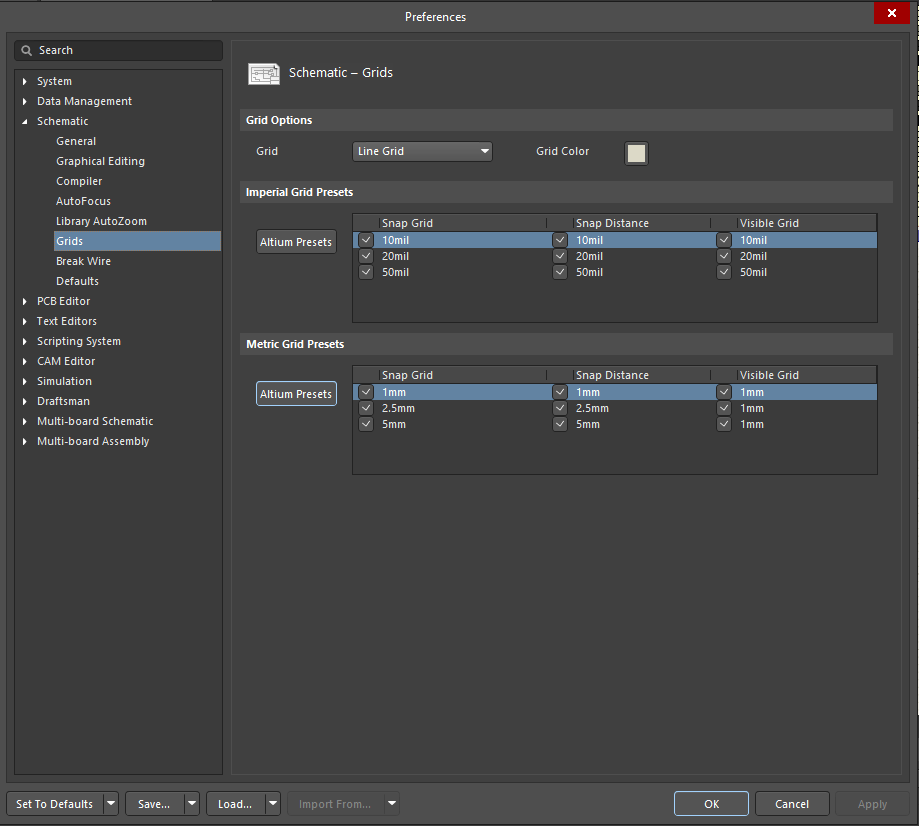 Preferences
Search
System
Data Management
Schematic
General
Graphical Editing
Compiler
AutoFocus
Library AutoZoom
Grids
Break Wire
Defaults
PCB Editor
Text Editors
Scripting System
CAM Editor
Simulation
Draftsman
Multi-board Schematic
Multi-board Assembly
Schematic – Grids
Grid Options
Grid Line Grid Grid Color
Imperial Grid Presets
Altium Presets
Snap Grid Snap Distance Visible Grid
10mil 10mil 10mil
20mil 20mil 20mil
50mil 50mil 50mil
Metric Grid Presets
Altium Presets
Snap Grid Snap Distance Visible Grid
1mm 1mm 1mm
2.5mm 2.5mm 1mm
5mm 5mm 1mm
Set To Defaults Save... Load... Import From... OK Cancel Apply